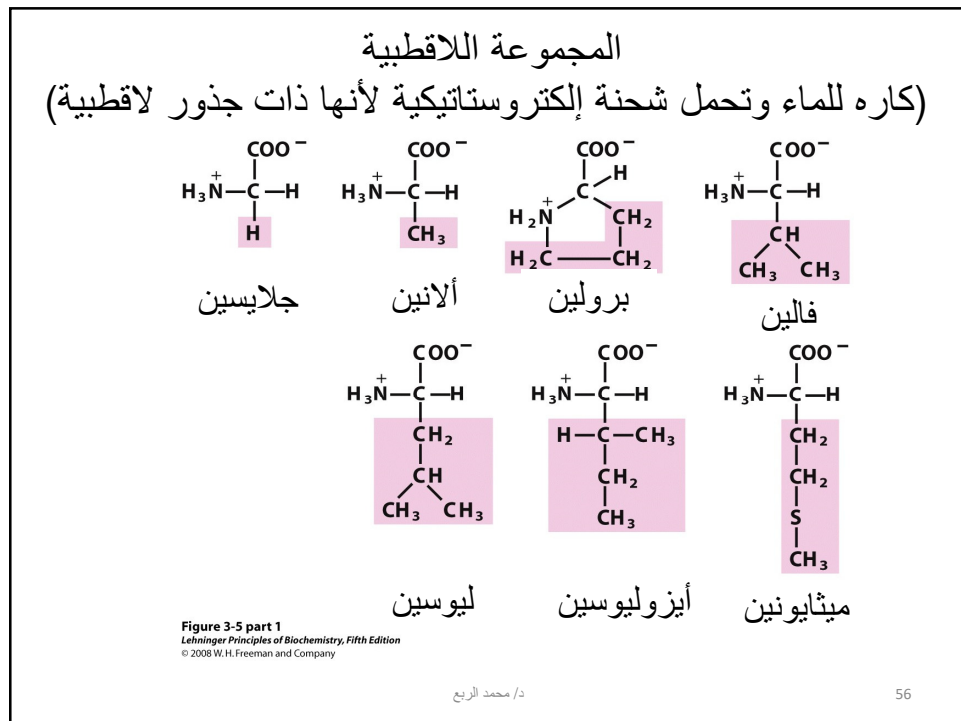 المجموعة اللاقطبية
(كاره للماء وتحمل شحنة إلكتروستاتيكية لأنها ذات جذور لاقطبية)
COO⁻ COO⁻ COO⁻ COO⁻
H₃N⁺—C—H H₃N⁺—C—H C H H₃N⁺—C—H
H CH₃ H₂N⁺ CH₂ CH
H₂C CH₂ CH₃ CH₃
جلايسين ألانين برولين فالين
COO⁻ COO⁻ COO⁻
H₃N⁺—C—H H₃N⁺—C—H H₃N⁺—C—H
CH₂ H—C—CH₃ CH₂
CH CH₂ CH₂
CH₃ CH₃ CH₃ S
CH₃
ليوسين أيزوليوسين ميثايونين
Figure 3-5 part 1
Lehninger Principles of Biochemistry, Fifth Edition
© 2008 W. H. Freeman and Company
د/ محمد الربع
56